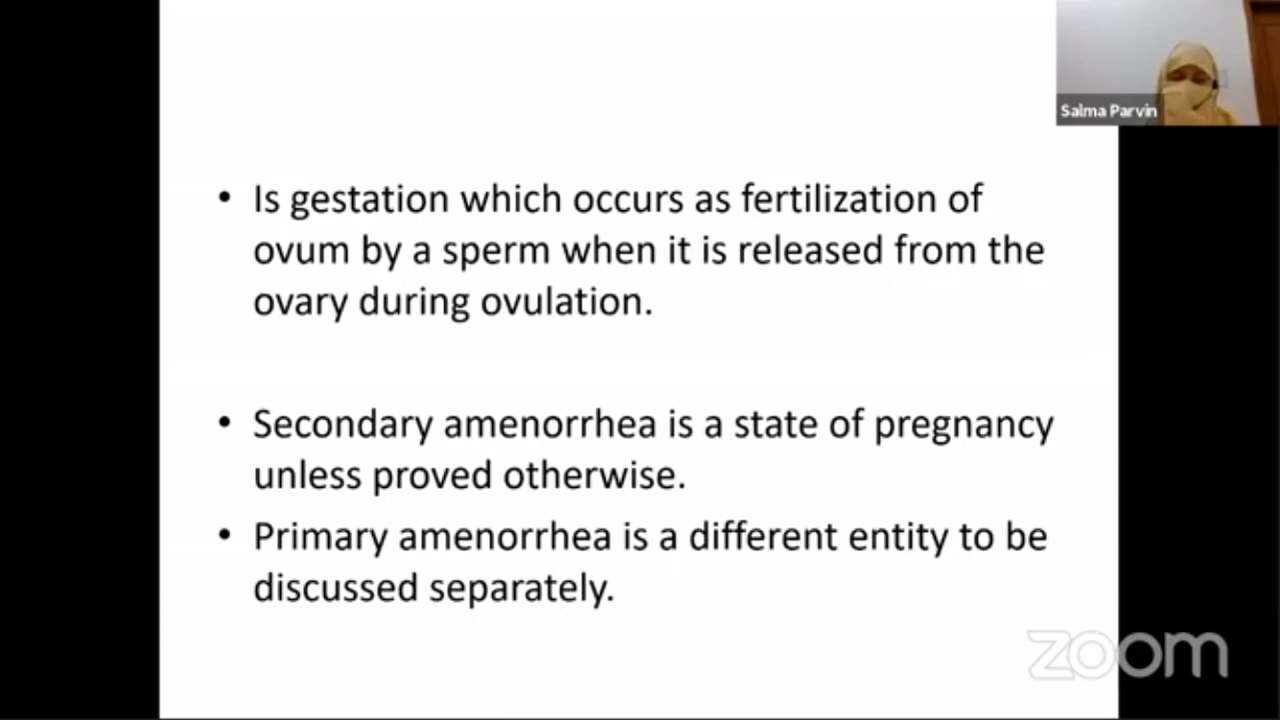 Salma Parvin
• Is gestation which occurs as fertilization of
ovum by a sperm when it is released from the
ovary during ovulation.
• Secondary amenorrhea is a state of pregnancy
unless proved otherwise.
• Primary amenorrhea is a different entity to be
discussed separately.
zoom